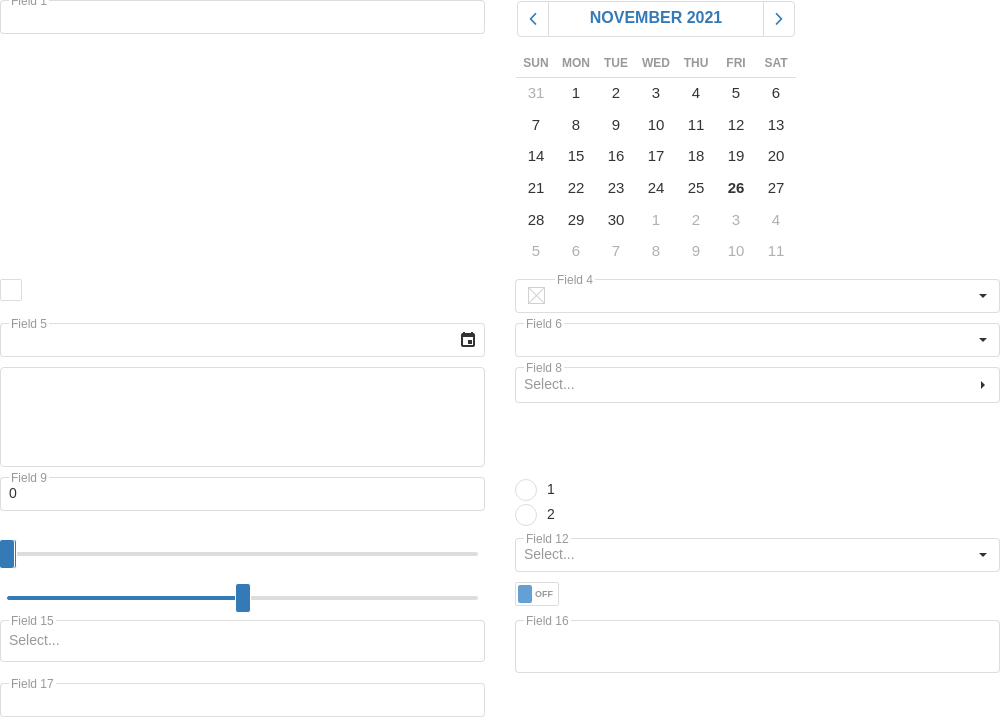 Field 1
NOVEMBER 2021
SUN MON TUE WED THU FRI SAT
31 1 2 3 4 5 6
7 8 9 10 11 12 13
14 15 16 17 18 19 20
21 22 23 24 25 26 27
28 29 30 1 2 3 4
5 6 7 8 9 10 11
Field 4
Field 5
Field 6
Field 8
Select...
Field 9
0
1
2
Field 12
Select...
OFF
Field 15
Select...
Field 16
Field 17